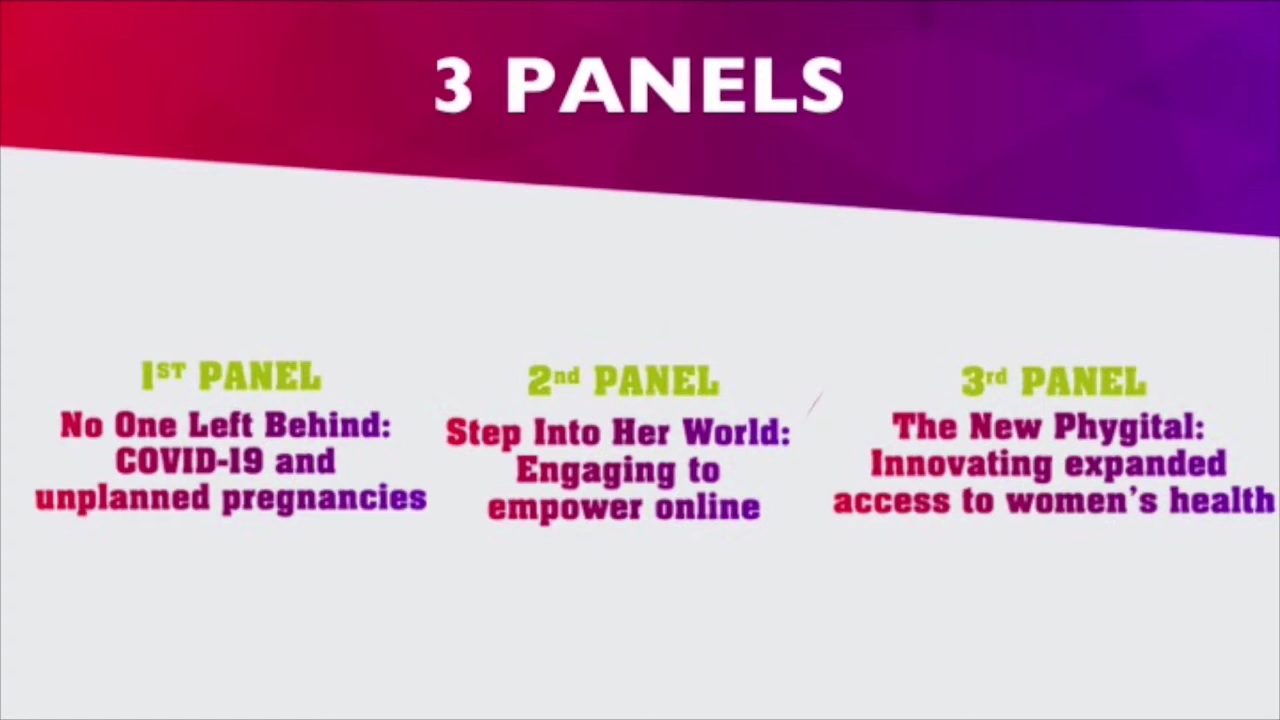 3 PANELS
1ST PANEL
No One Left Behind:
COVID-19 and
unplanned pregnancies
2nd PANEL
Step Into Her World:
Engaging to
empower online
3rd PANEL
The New Phygital:
Innovating expanded
access to women's health